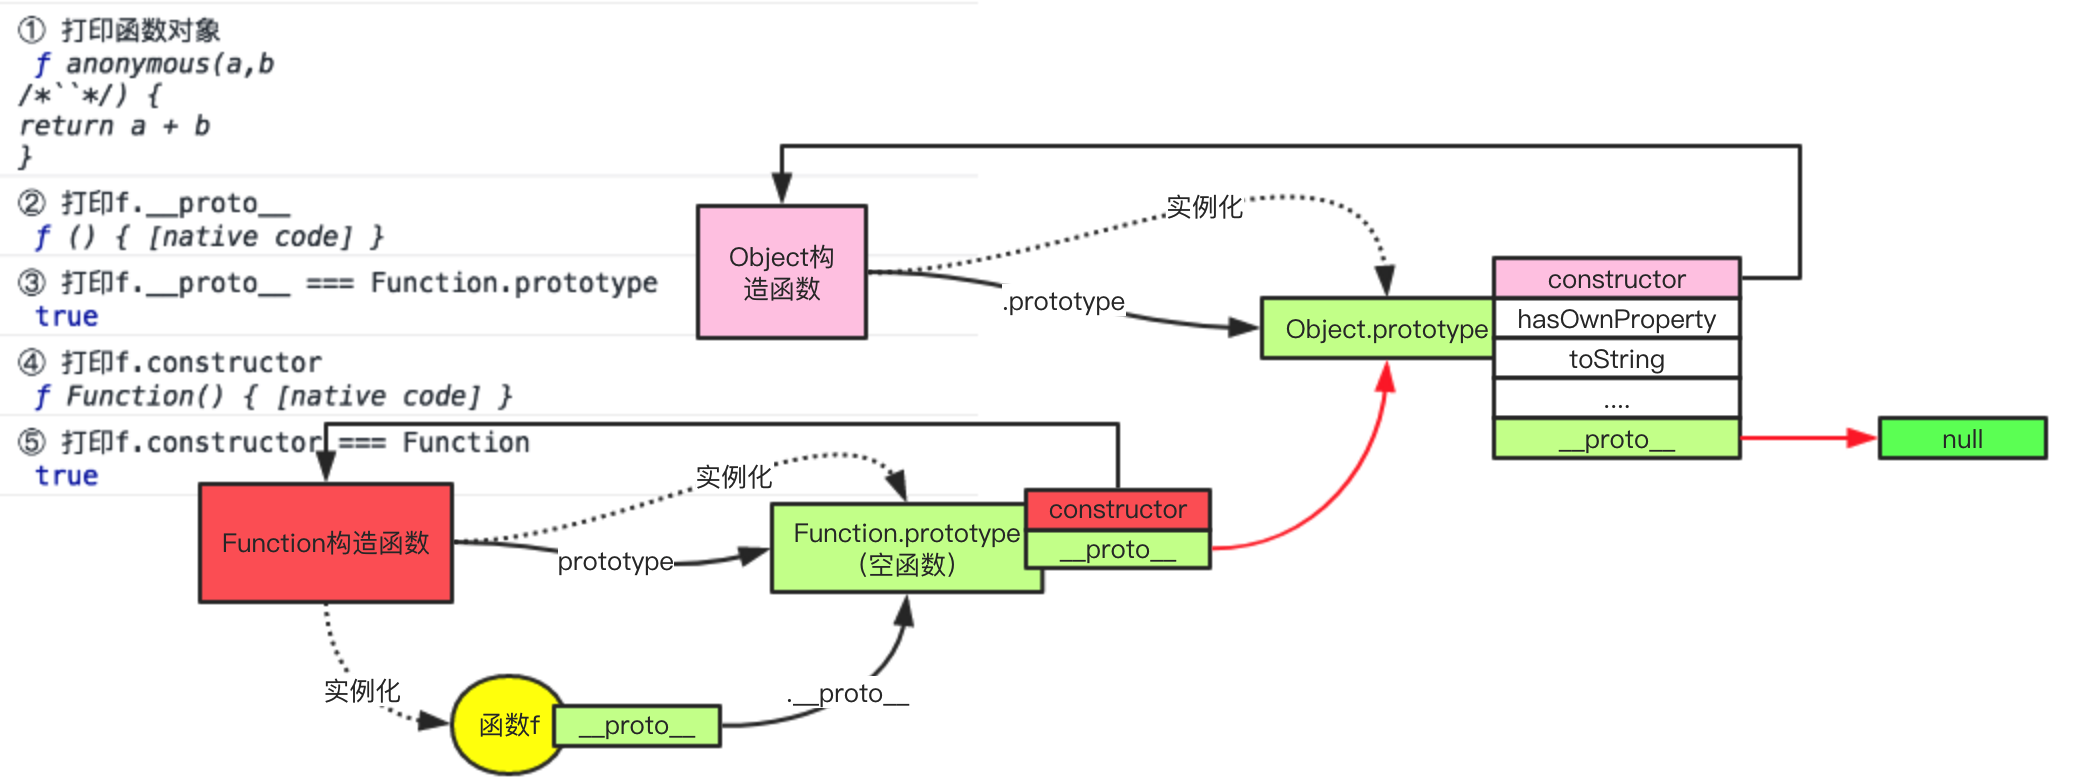 ① 打印函数对象
f anonymous(a,b
/*``*/) {
return a + b
}
② 打印f.__proto__
f () { [native code] }
③ 打印f.__proto__ === Function.prototype
true
④ 打印f.constructor
f Function() { [native code] }
⑤ 打印f.constructor === Function
true
Object构
造函数
实例化
.prototype
Object.prototype
constructor
hasOwnProperty
toString
....
__proto__
null
Function构造函数
实例化
prototype
Function.prototype
（空函数）
constructor
__proto__
实例化
函数f
__proto__
.__proto__